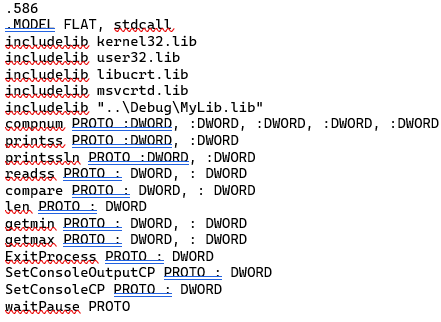 .586
.MODEL FLAT, stdcall
includelib kernel32.lib
includelib user32.lib
includelib libucrt.lib
includelib msvcrtd.lib
includelib "..\Debug\MyLib.lib"
compnum PROTO :DWORD, :DWORD, :DWORD, :DWORD, :DWORD
printss PROTO :DWORD, :DWORD
printssln PROTO :DWORD, :DWORD
readss PROTO : DWORD, : DWORD
compare PROTO : DWORD, : DWORD
len PROTO : DWORD
getmin PROTO : DWORD, : DWORD
getmax PROTO : DWORD, : DWORD
ExitProcess PROTO : DWORD
SetConsoleOutputCP PROTO : DWORD
SetConsoleCP PROTO : DWORD
waitPause PROTO